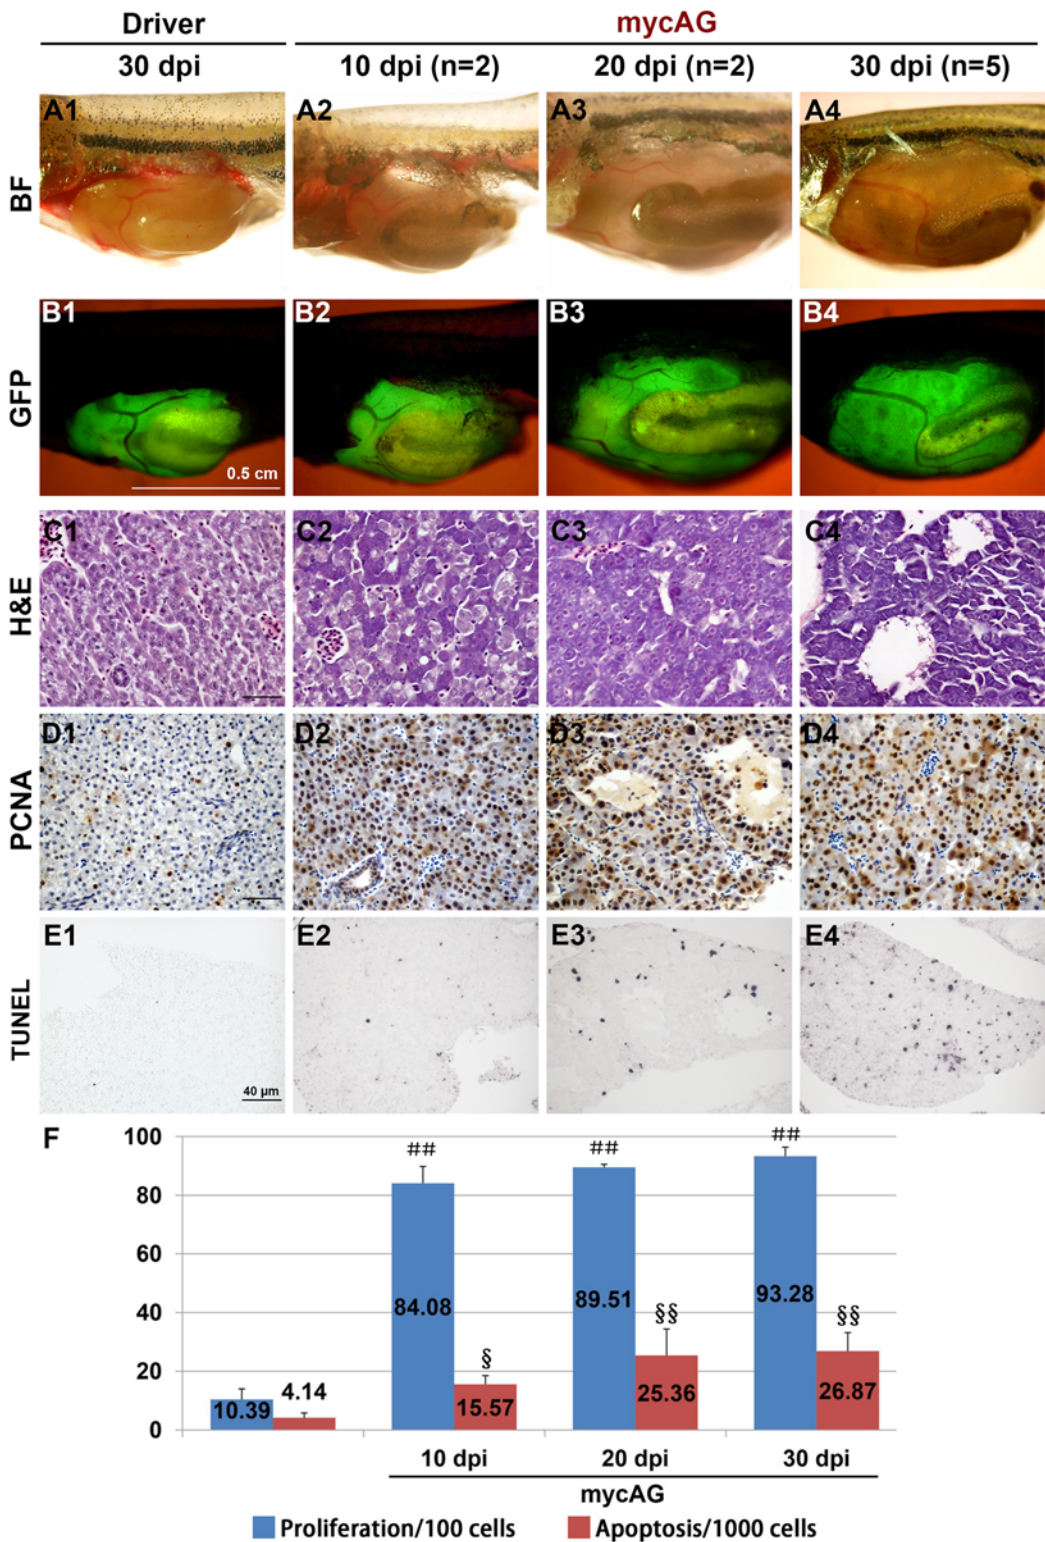 Driver mycAG
30 dpi 10 dpi (n=2) 20 dpi (n=2) 30 dpi (n=5)
BF A1 A2 A3 A4
GFP B1 B2 B3 B4
0.5 cm
H&E C1 C2 C3 C4
PCNA D1 D2 D3 D4
TUNEL E1 E2 E3 E4
40 µm
F
100 ## ## ##
80
60
40
20
0
10.39 4.14 84.08 § 15.57 89.51 §§ 25.36 93.28 §§ 26.87
10 dpi 20 dpi 30 dpi
mycAG
Proliferation/100 cells Apoptosis/1000 cells